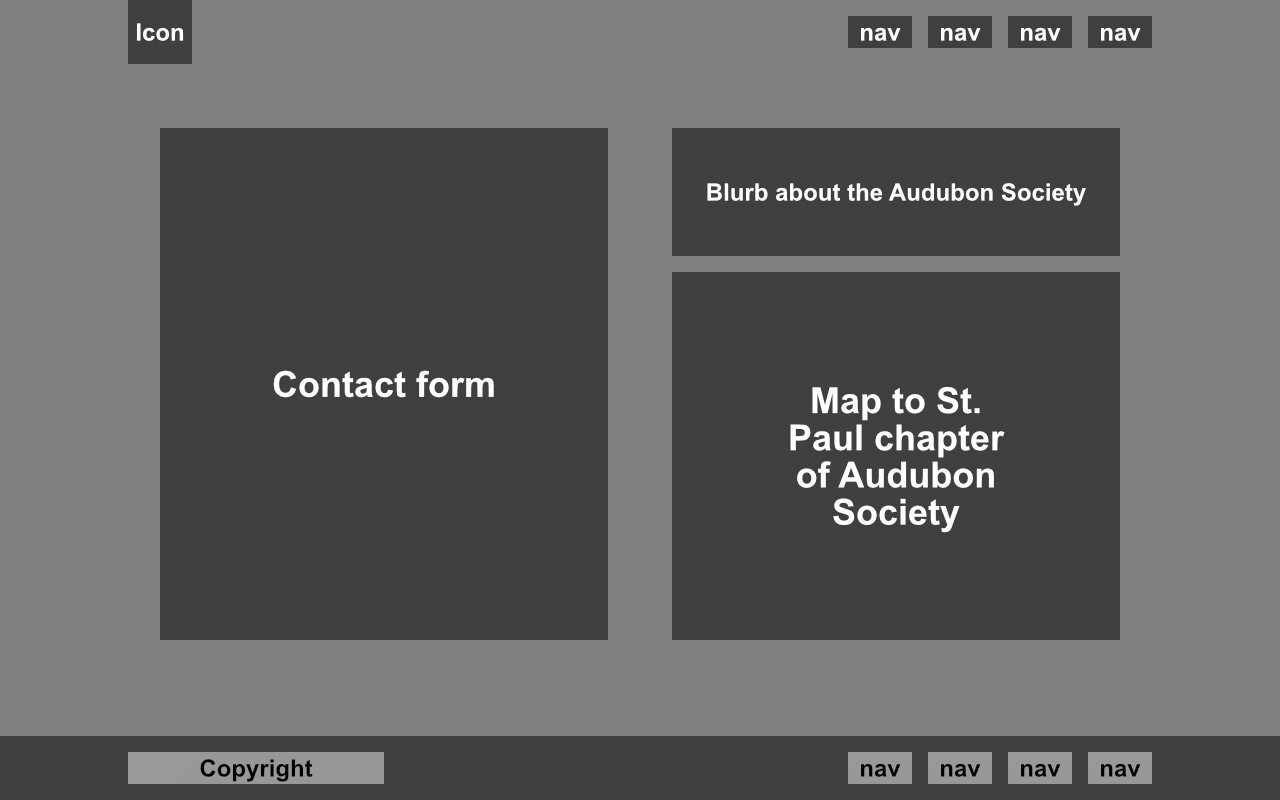 Icon
nav
nav
nav
nav
Contact form
Blurb about the Audubon Society
Map to St.
Paul chapter
of Audubon
Society
Copyright
nav
nav
nav
nav